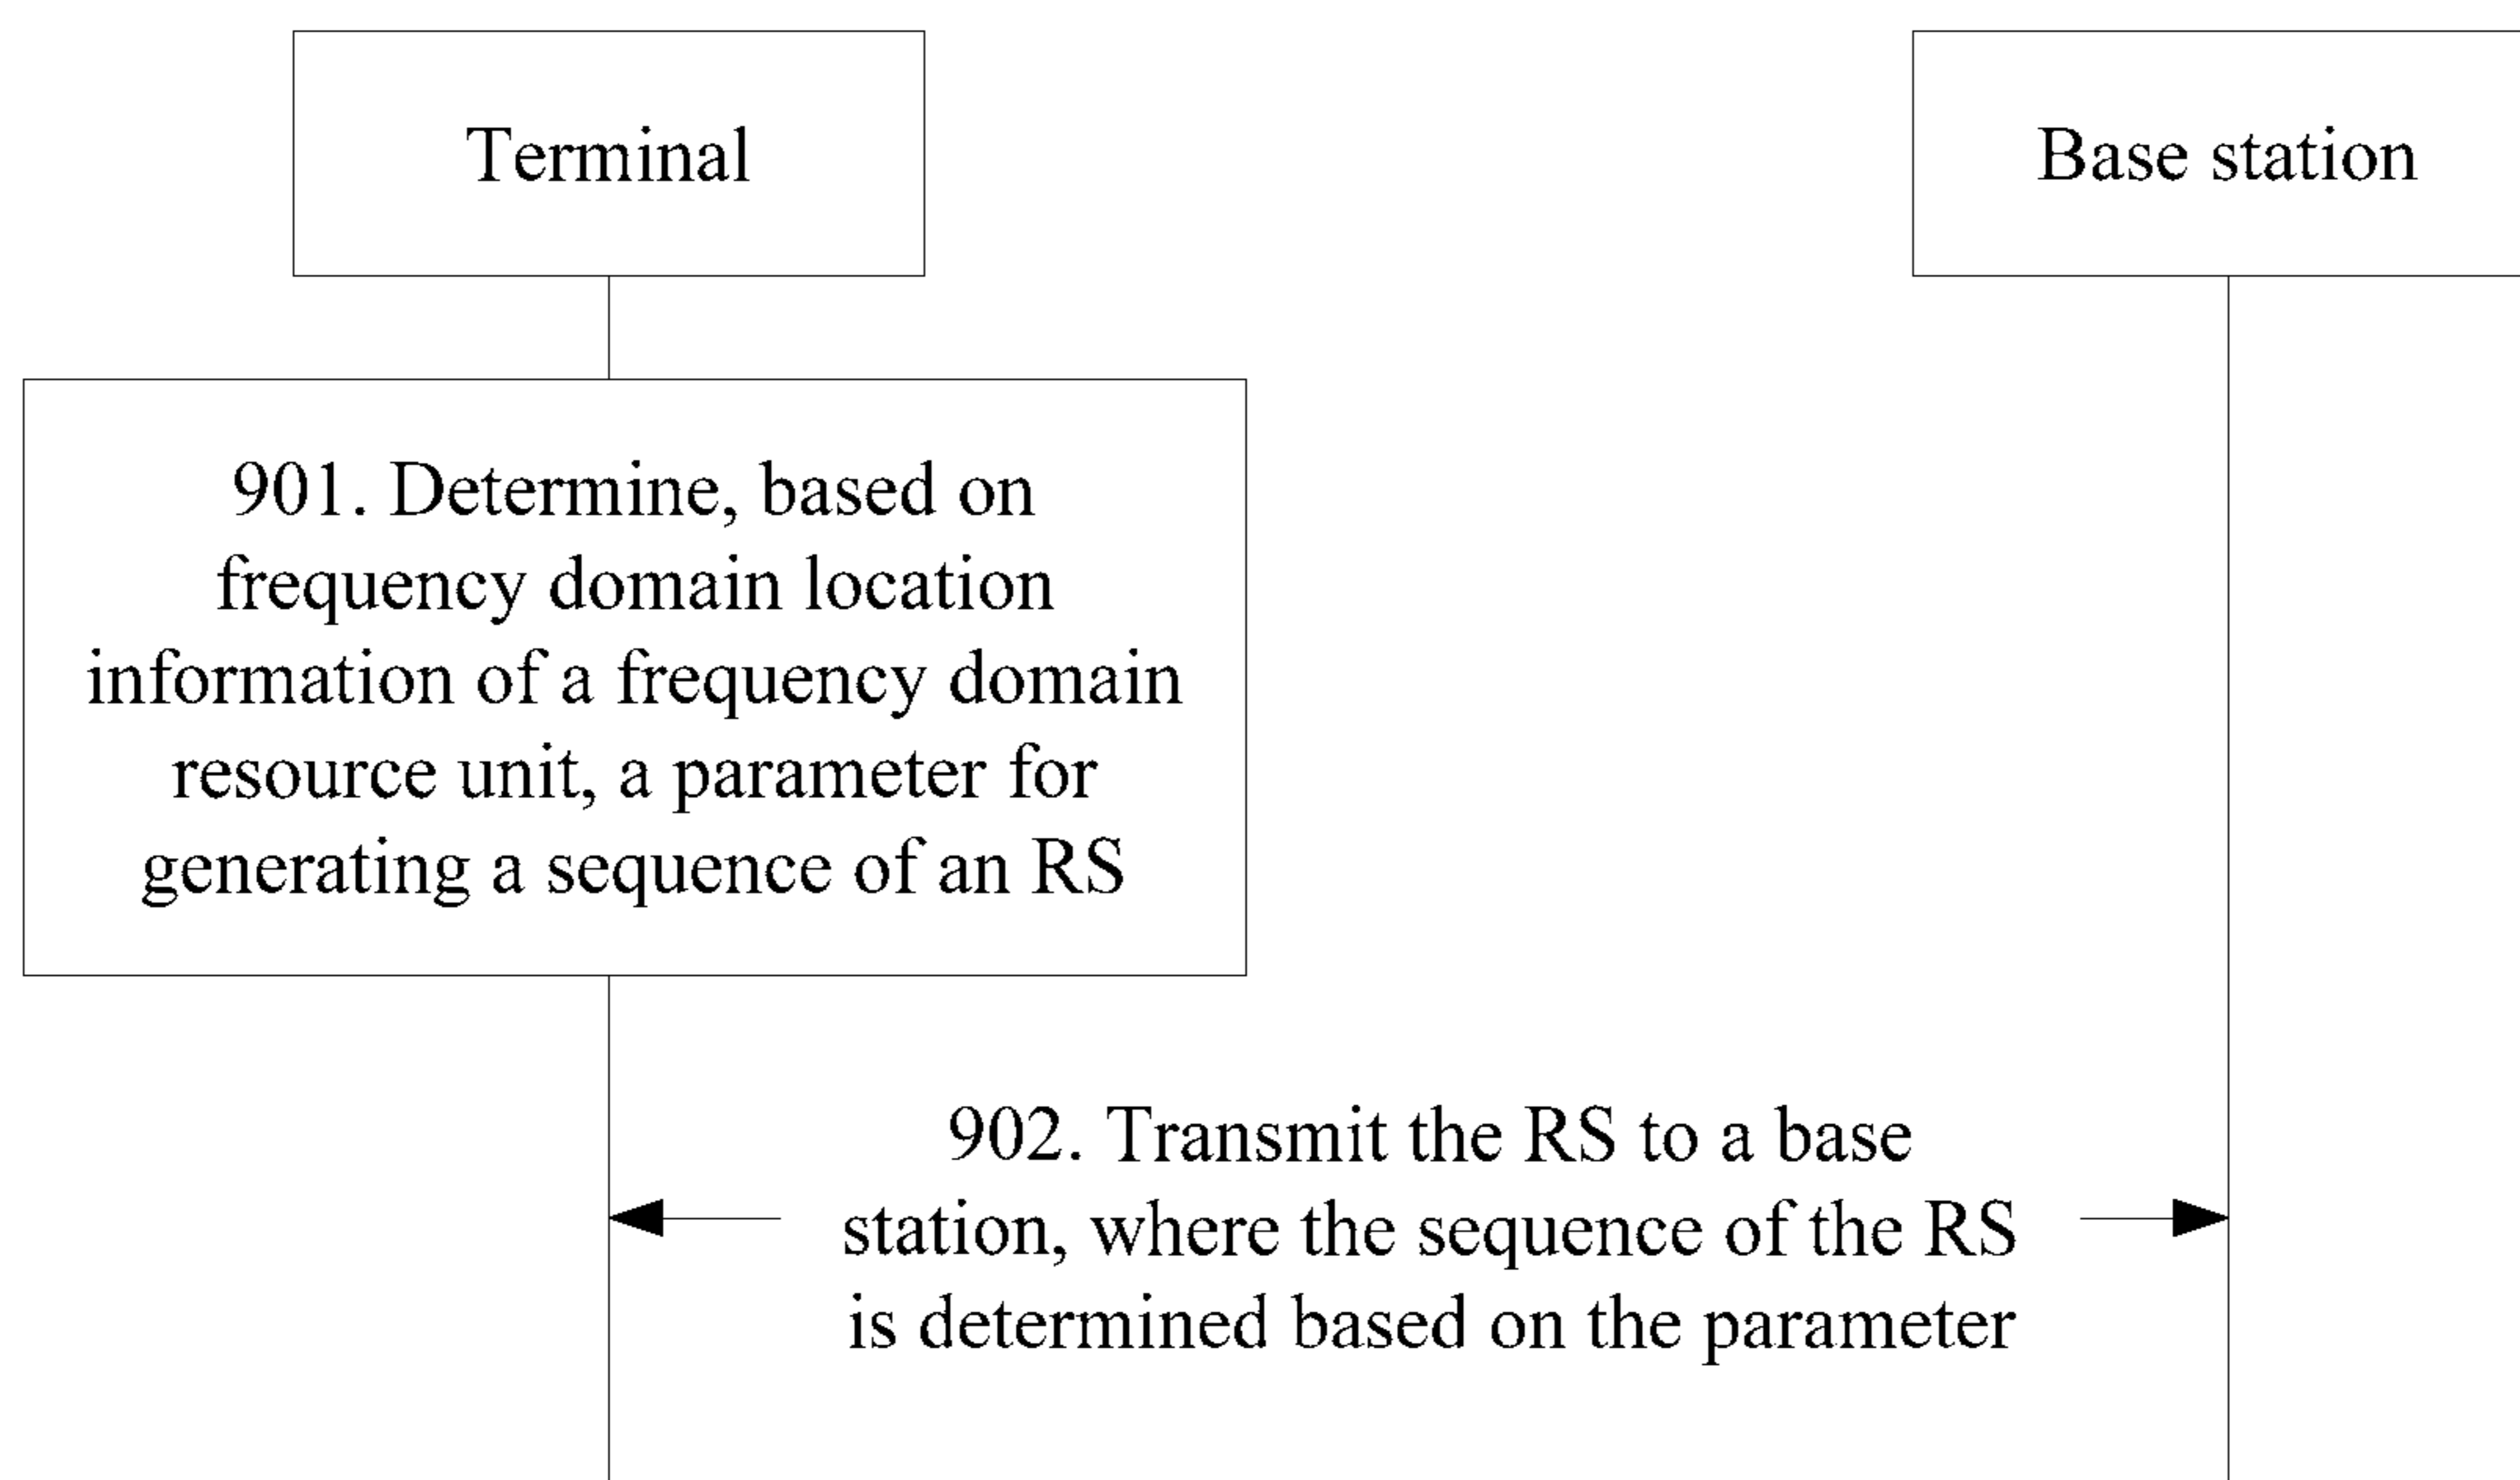 Terminal
Base station
901. Determine, based on
frequency domain location
information of a frequency domain
resource unit, a parameter for
generating a sequence of an RS
902. Transmit the RS to a base
station, where the sequence of the RS
is determined based on the parameter